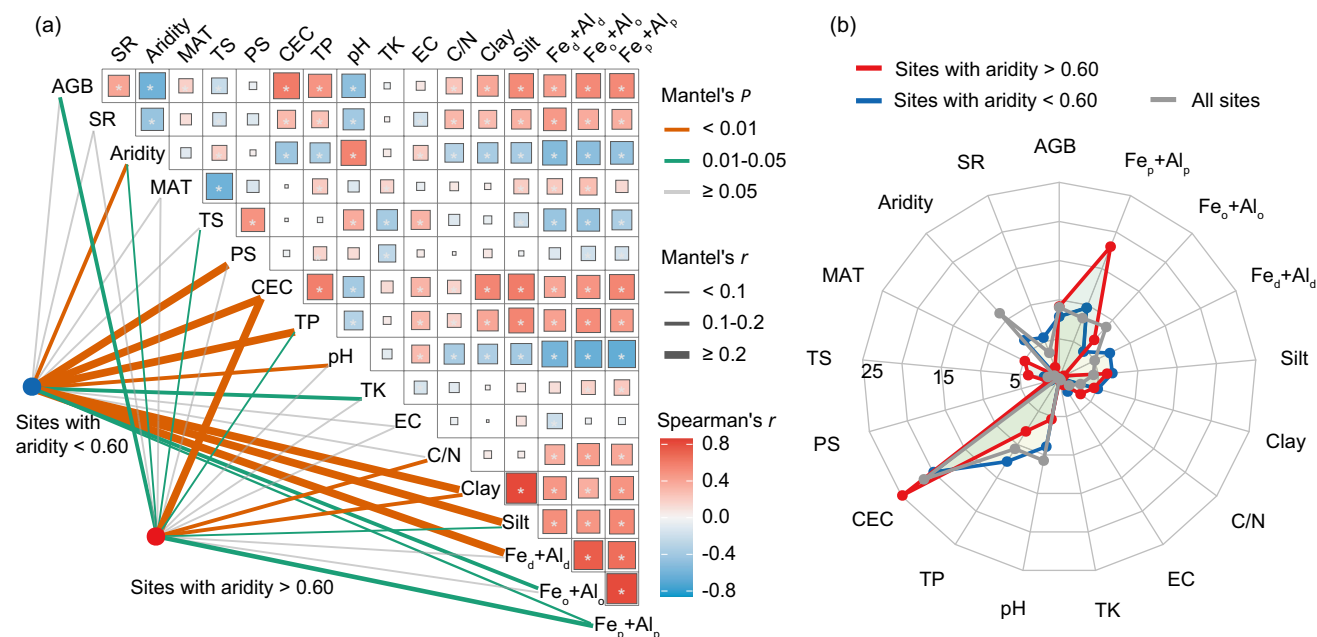 (a)
SR
Aridity
MAT
TS
PS
CEC
TP
pH
TK
EC
C/N
Clay
Silt
Fed+Ald
Feo+Alo
Fep+Alp
AGB
SR
Aridity
MAT
TS
PS
CEC
TP
pH
TK
EC
C/N
Clay
Silt
Fed+Ald
Feo+Alo
Fep+Alp
Sites with
aridity < 0.60
Sites with aridity > 0.60
Mantel's P
< 0.01
0.01-0.05
≥ 0.05
Mantel's r
< 0.1
0.1-0.2
≥ 0.2
Spearman's r
0.8
0.4
0.0
-0.4
-0.8
(b)
Sites with aridity > 0.60
Sites with aridity < 0.60
All sites
AGB
Fep+Alp
Feo+Alo
Fed+Ald
Silt
Clay
C/N
EC
TK
pH
TP
CEC
PS
TS
MAT
Aridity
SR
25
15
5